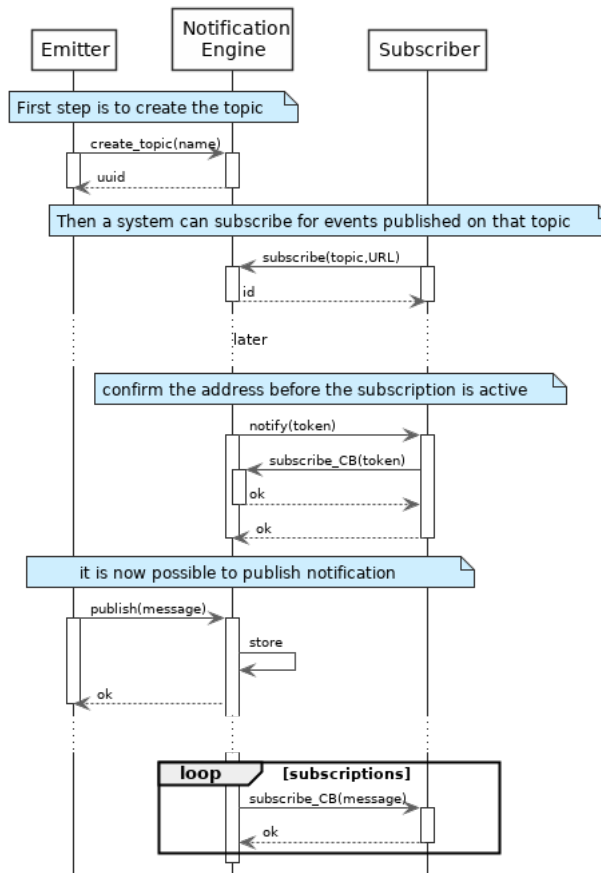 Emitter
Notification
Engine
Subscriber
First step is to create the topic
create_topic(name)
uuid
Then a system can subscribe for events published on that topic
subscribe(topic,URL)
id
later
confirm the address before the subscription is active
notify(token)
subscribe_CB(token)
ok
ok
it is now possible to publish notification
publish(message)
store
ok
loop
[subscriptions]
subscribe_CB(message)
ok